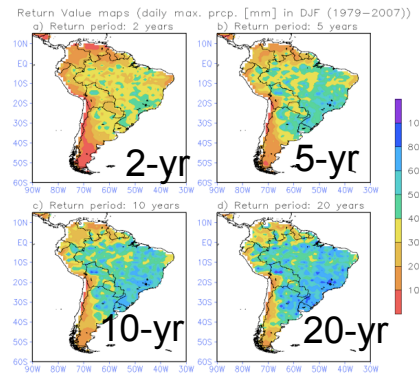 Return Value maps (daily max. prcp. [mm] in DJF (1979-2007))
a) Return period: 2 years
b) Return period: 5 years
10N
EQ
10S
20S
30S
40S
50S
60S
2-yr
5-yr
90W 80W 70W 60W 50W 40W 30W
90W 80W 70W 60W 50W 40W 30W
c) Return period: 10 years
d) Return period: 20 years
10N
EQ
10S
20S
30S
40S
50S
60S
10-yr
20-yr
90W 80W 70W 60W 50W 40W 30W
90W 80W 70W 60W 50W 40W 30W
10
80
60
50
40
30
20
10